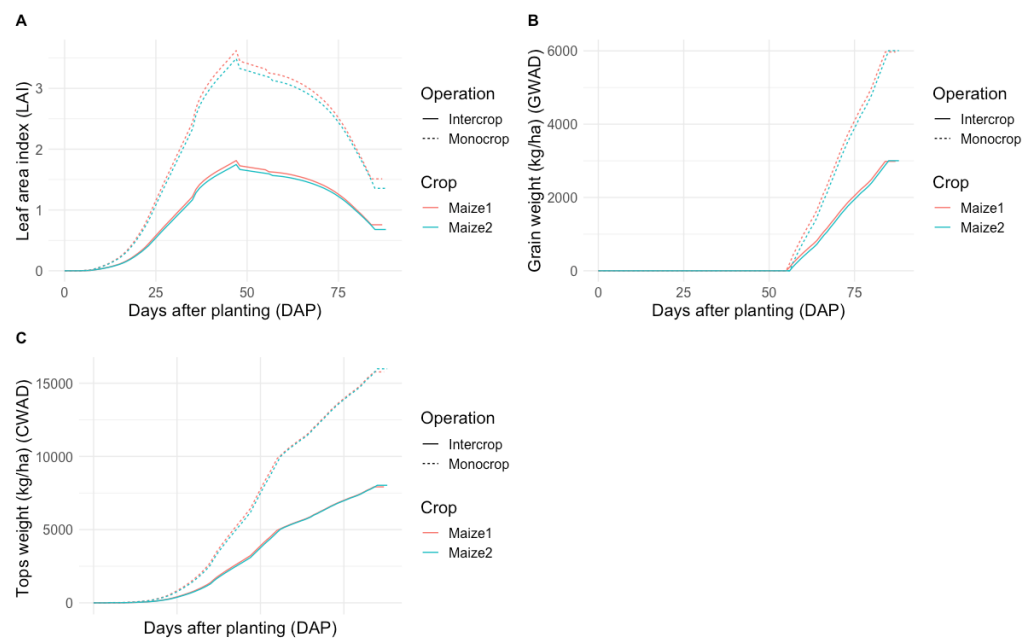 A
Leaf area index (LAI)
3
2
1
0
0 25 50 75
Days after planting (DAP)
Operation
Intercrop
Monocrop
Crop
Maize1
Maize2
B
Grain weight (kg/ha) (GWAD)
6000
4000
2000
0
0 25 50 75
Days after planting (DAP)
Operation
Intercrop
Monocrop
Crop
Maize1
Maize2
C
Tops weight (kg/ha) (CWAD)
15000
10000
5000
0
Days after planting (DAP)
Operation
Intercrop
Monocrop
Crop
Maize1
Maize2